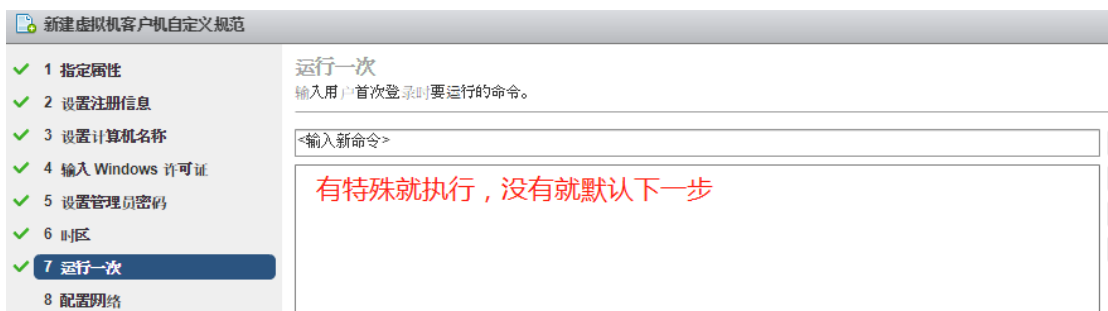 新建虚拟机客户机自定义规范
1 指定属性
2 设置注册信息
3 设置计算机名称
4 输入 Windows 许可证
5 设置管理员密码
6 时区
7 运行一次
8 配置网络
运行一次
输入用户首次登录时要运行的命令。
<输入新命令>
有特殊就执行，没有就默认下一步